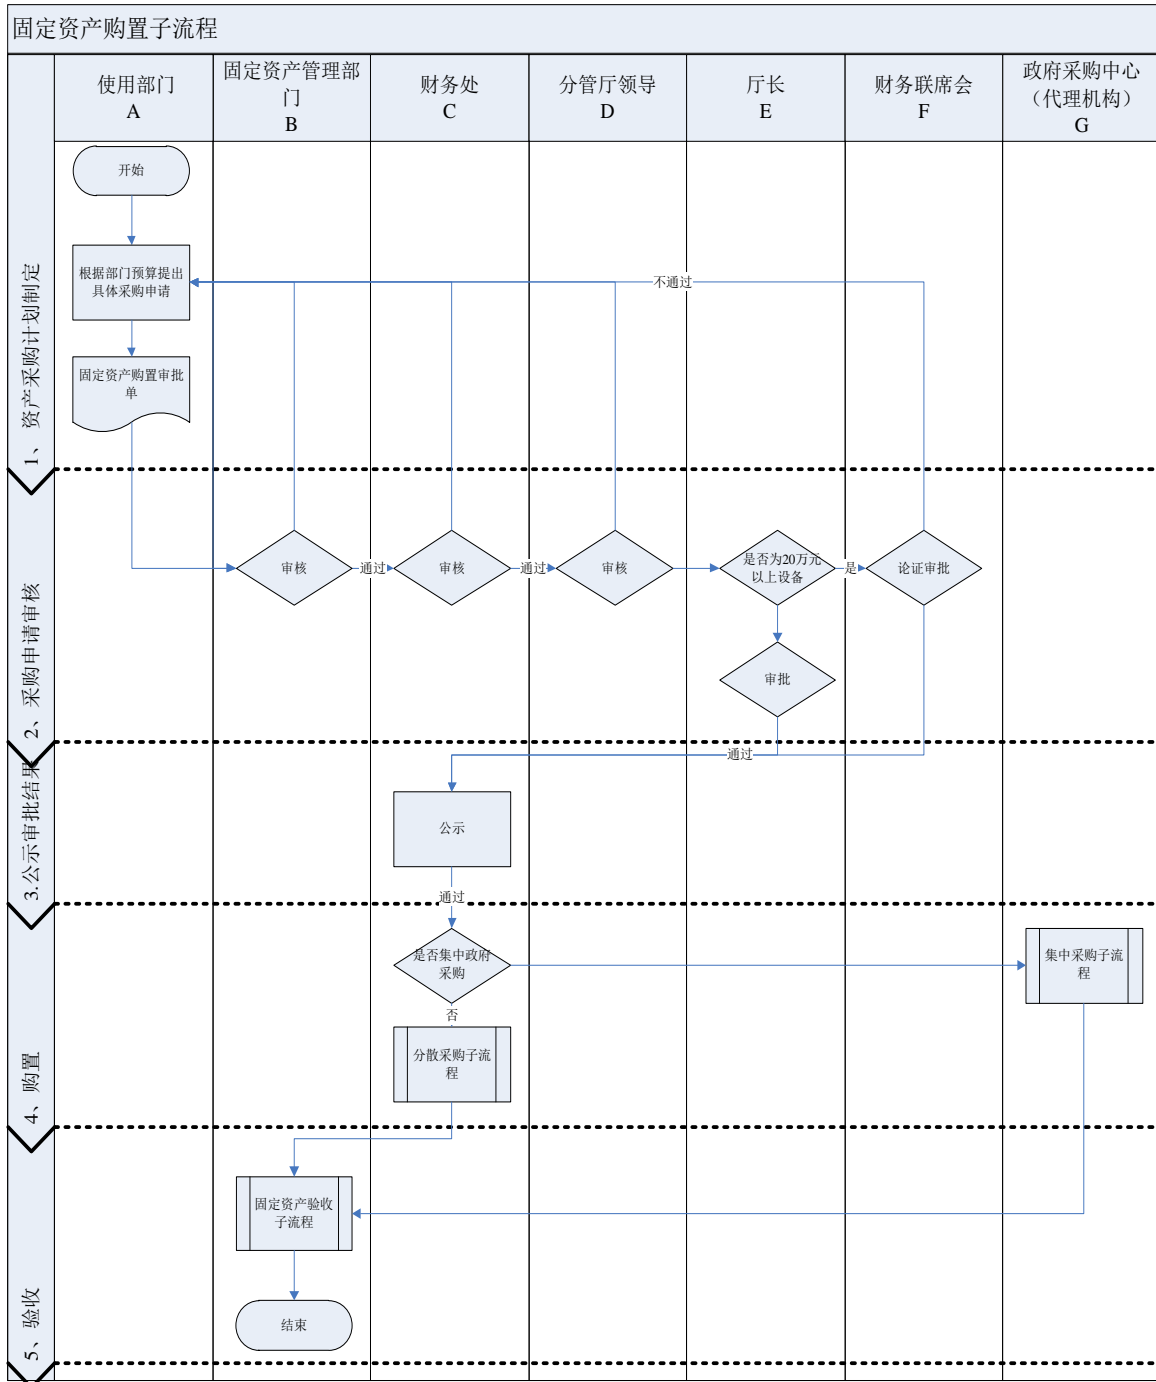 固定资产购置子流程
使用部门
A
固定资产管理部
门
B
财务处
C
分管厅领导
D
厅长
E
财务联席会
F
政府采购中心
（代理机构）
G
1、资产采购计划制定
开始
根据部门预算提出
具体采购申请
不通过
固定资产购置审批
单
2、采购申请审核
审核
通过
审核
通过
审核
是否为20万元
以上设备
是
论证审批
审批
3.公示审批结果
通过
公示
通过
4、购置
是否集中政府
采购
集中采购子流
程
否
分散采购子流
程
5、验收
固定资产验收
子流程
结束